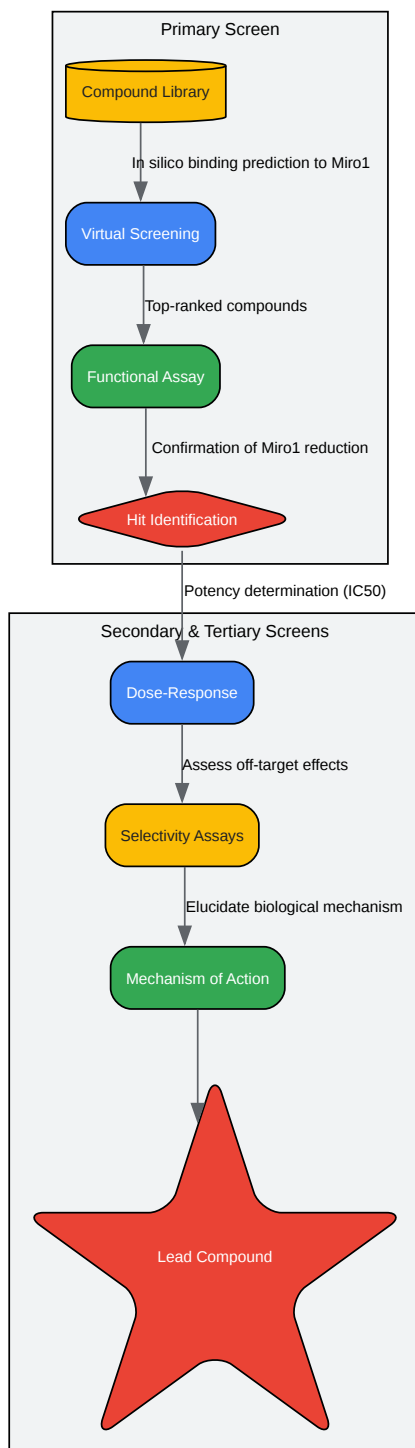 Primary Screen
Compound Library
In silico binding prediction to Miro1
Virtual Screening
Top-ranked compounds
Functional Assay
Confirmation of Miro1 reduction
Hit Identification
Potency determination (IC50)
Secondary & Tertiary Screens
Dose-Response
Assess off-target effects
Selectivity Assays
Elucidate biological mechanism
Mechanism of Action
Lead Compound